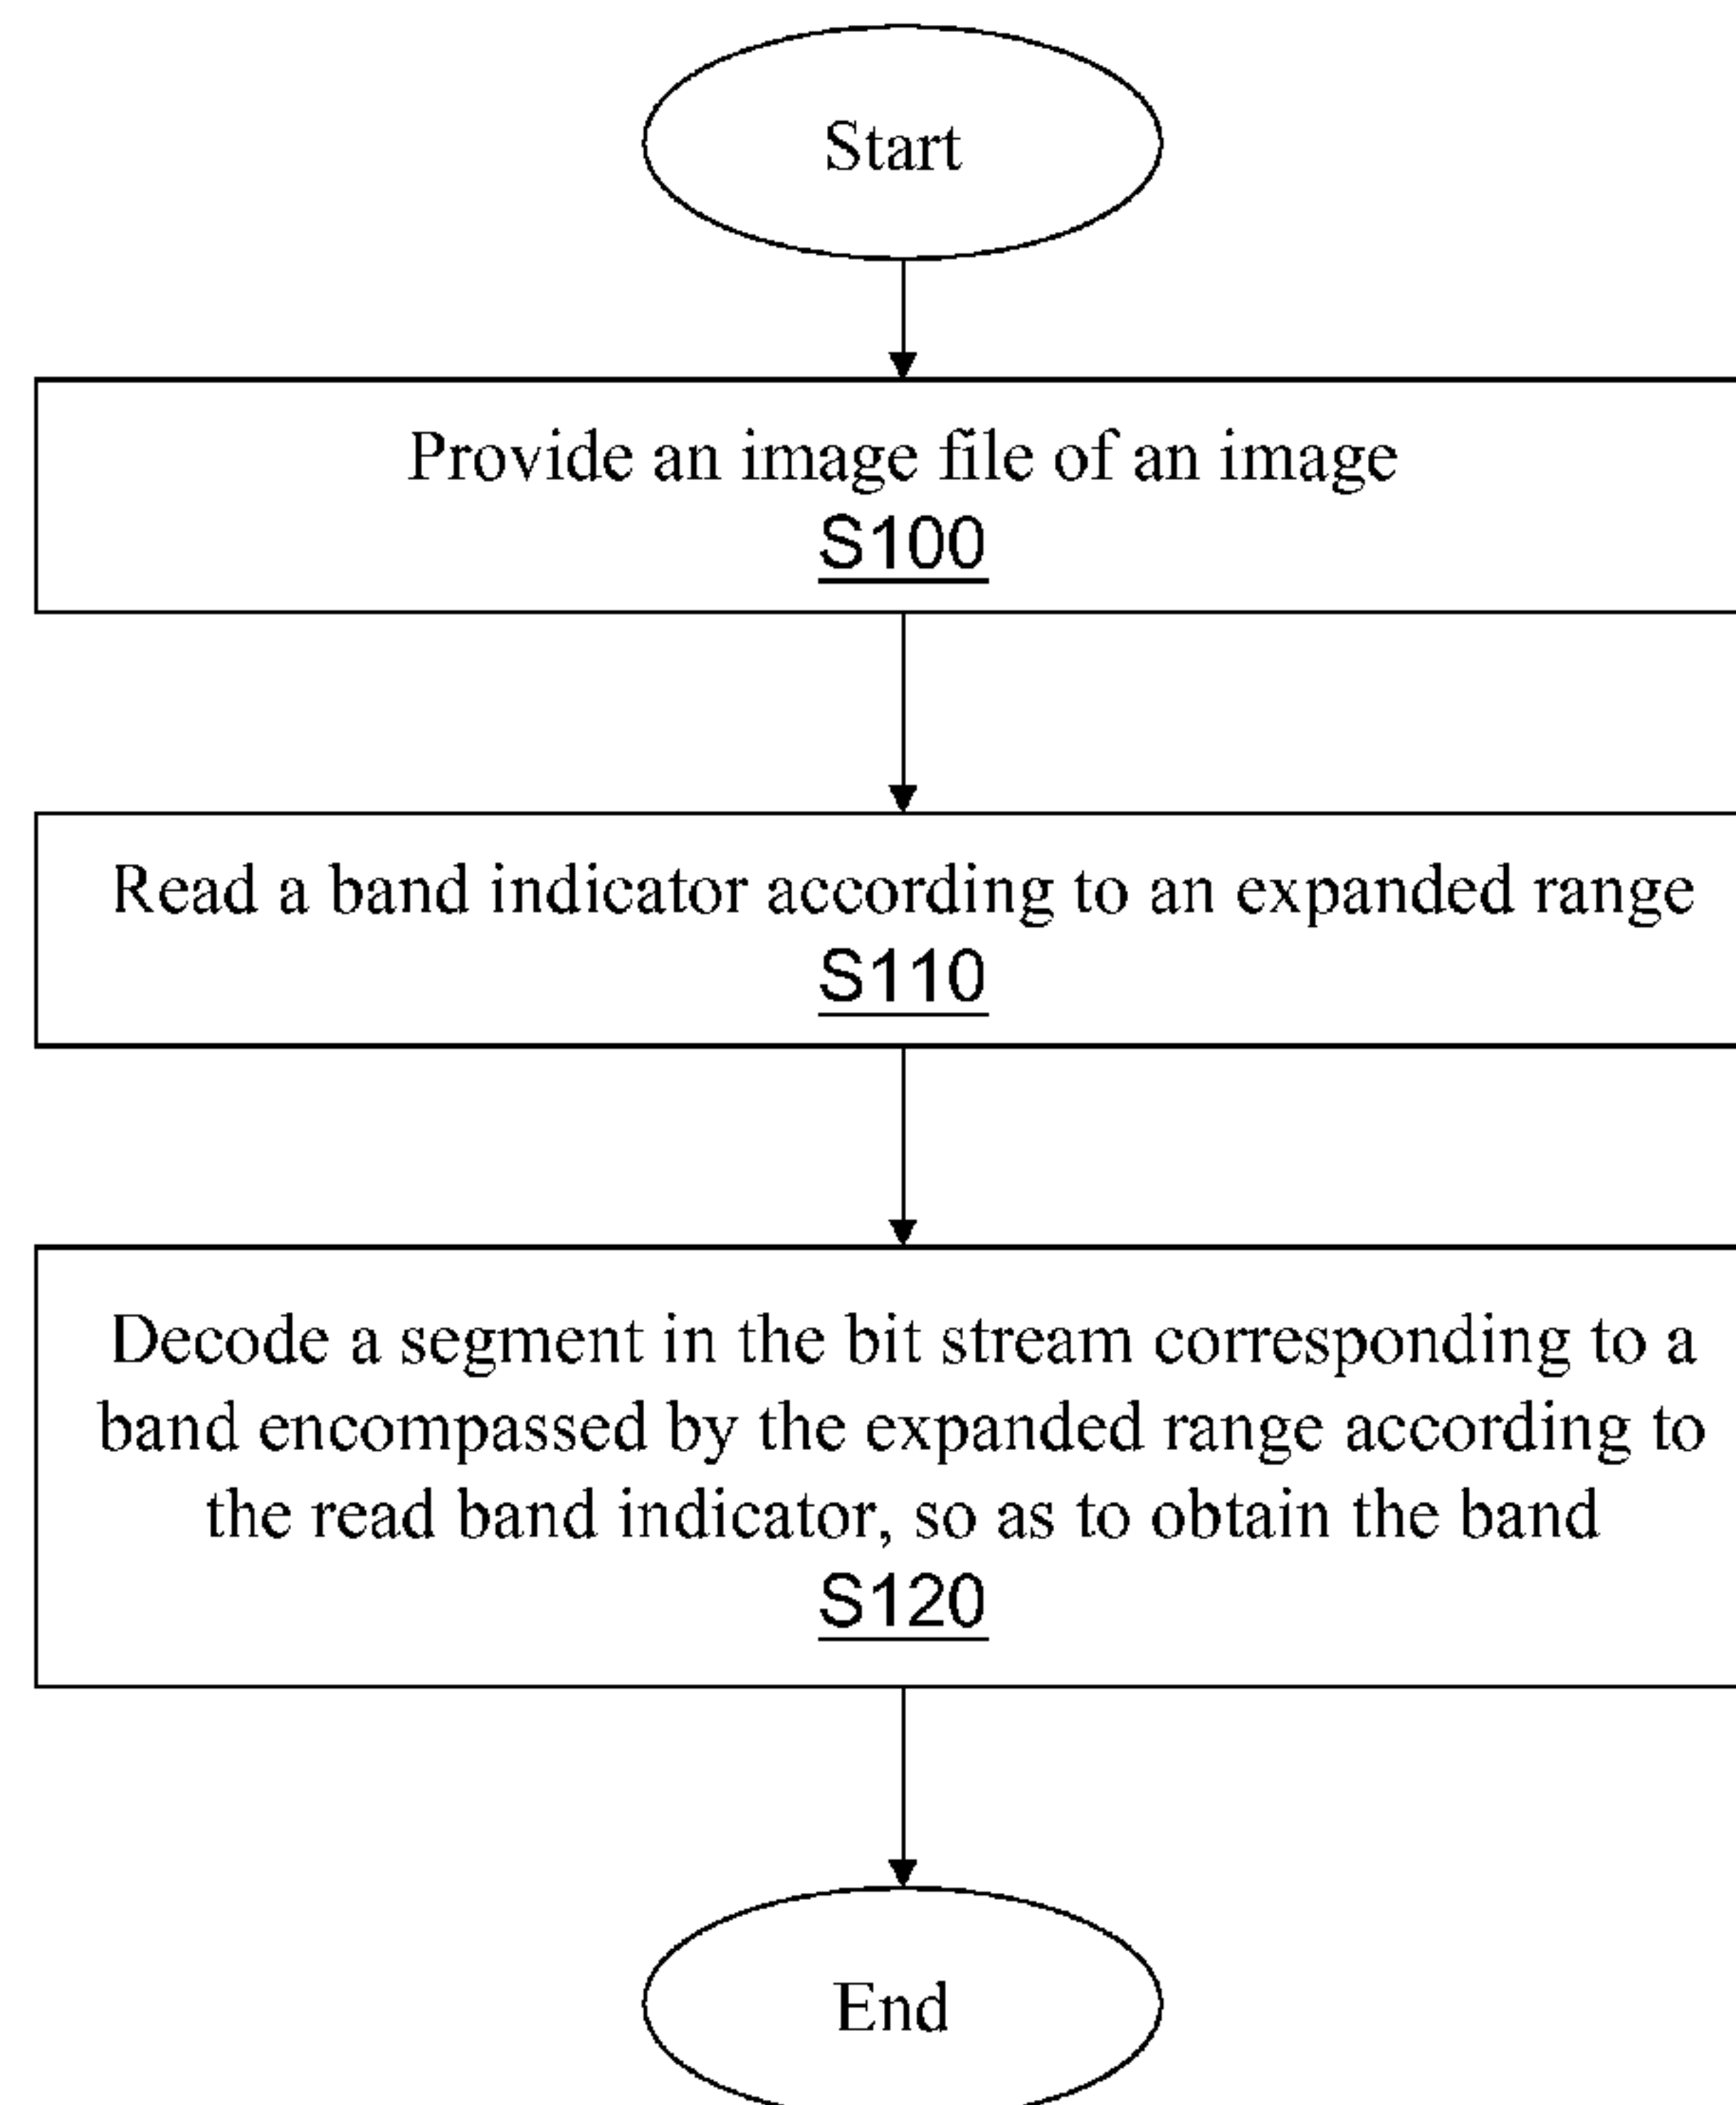 Start
Provide an image file of an image
S100
Read a band indicator according to an expanded range
S110
Decode a segment in the bit stream corresponding to a
band encompassed by the expanded range according to
the read band indicator, so as to obtain the band
S120
End